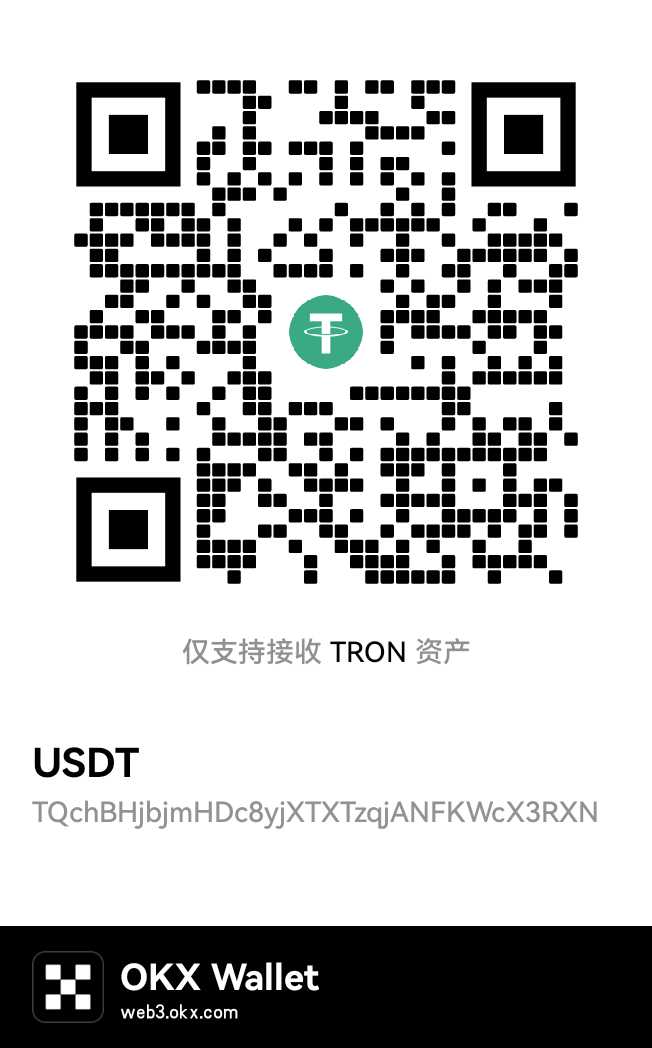 仅支持接收 TRON 资产
USDT
TQchBHjbjmHDc8yjXTXTzqjANFKWcX3RXN
OKX Wallet
web3.okx.com